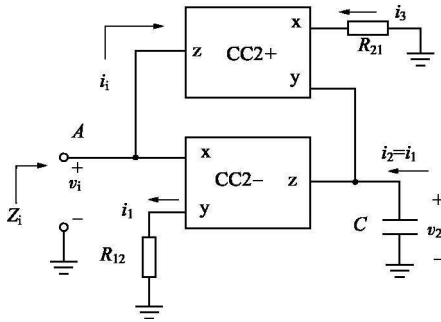 x
i₃
z
CC2+
R₂₁
iᵢ
y
A
x
i₂=i₁
+
vᵢ
CC2−
z
Zᵢ
i₁
y
+
−
C
v₂
R₁₂
−